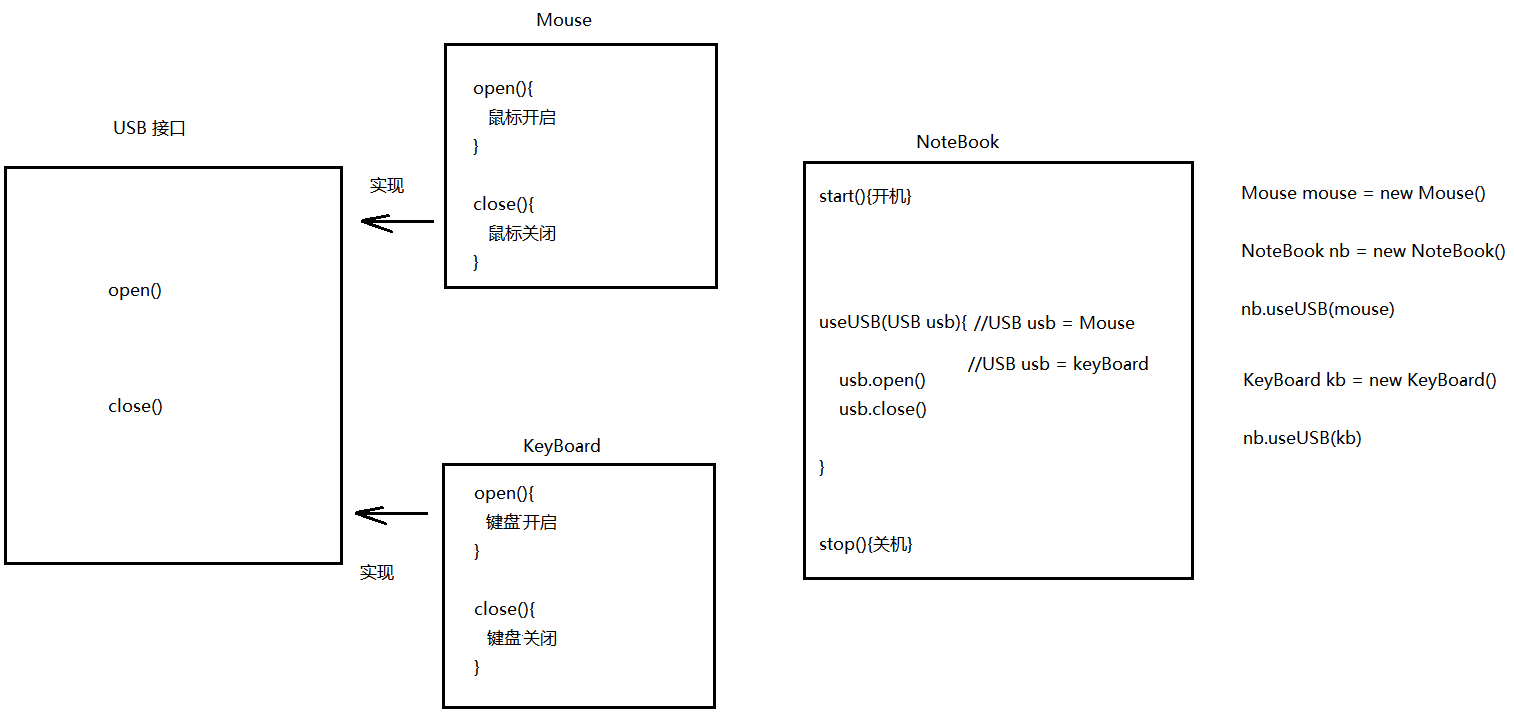 USB 接口
open()
close()
实现
实现
Mouse
open(){
鼠标开启
}
close(){
鼠标关闭
}
KeyBoard
open(){
键盘开启
}
close(){
键盘关闭
}
NoteBook
start(){开机}
useUSB(USB usb){ //USB usb = Mouse
//USB usb = keyBoard
usb.open()
usb.close()
}
stop(){关机}
Mouse mouse = new Mouse()
NoteBook nb = new NoteBook()
nb.useUSB(mouse)
KeyBoard kb = new KeyBoard()
nb.useUSB(kb)